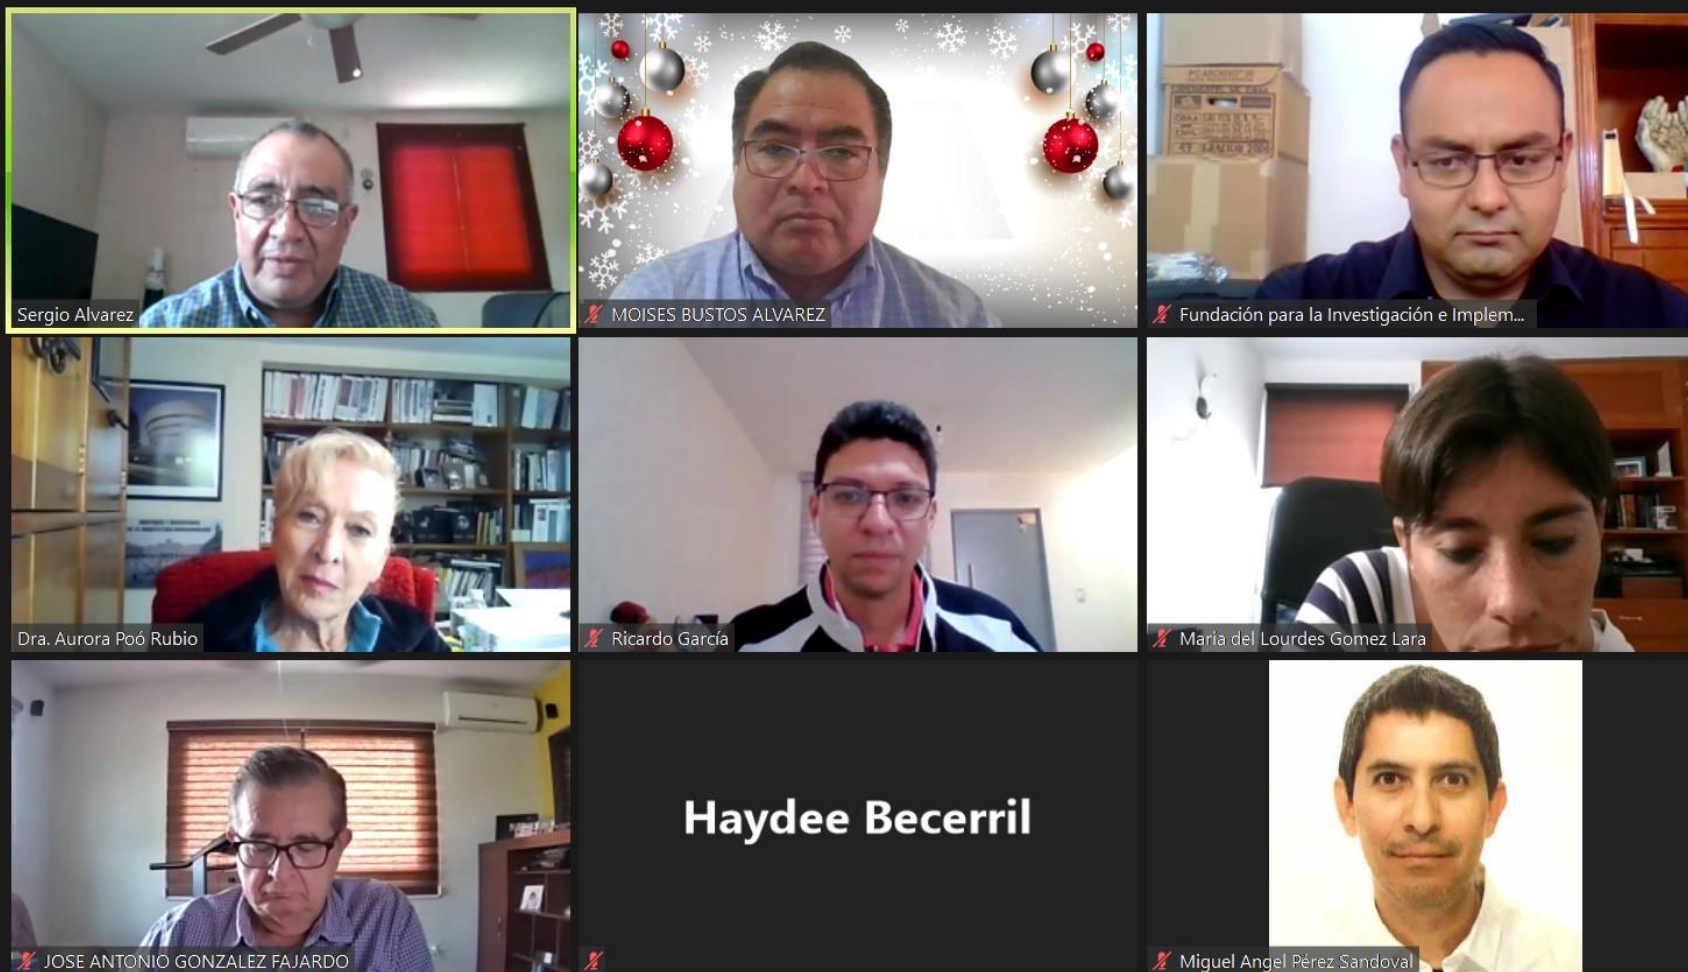 Sergio Alvarez
MOISES BUSTOS ALVAREZ
Fundación para la Investigación e Implem...
Dra. Aurora Poó Rubio
Ricardo García
Maria del Lourdes Gomez Lara
JOSE ANTONIO GONZALEZ FAJARDO
Haydee Becerril
Miguel Angel Pérez Sandoval